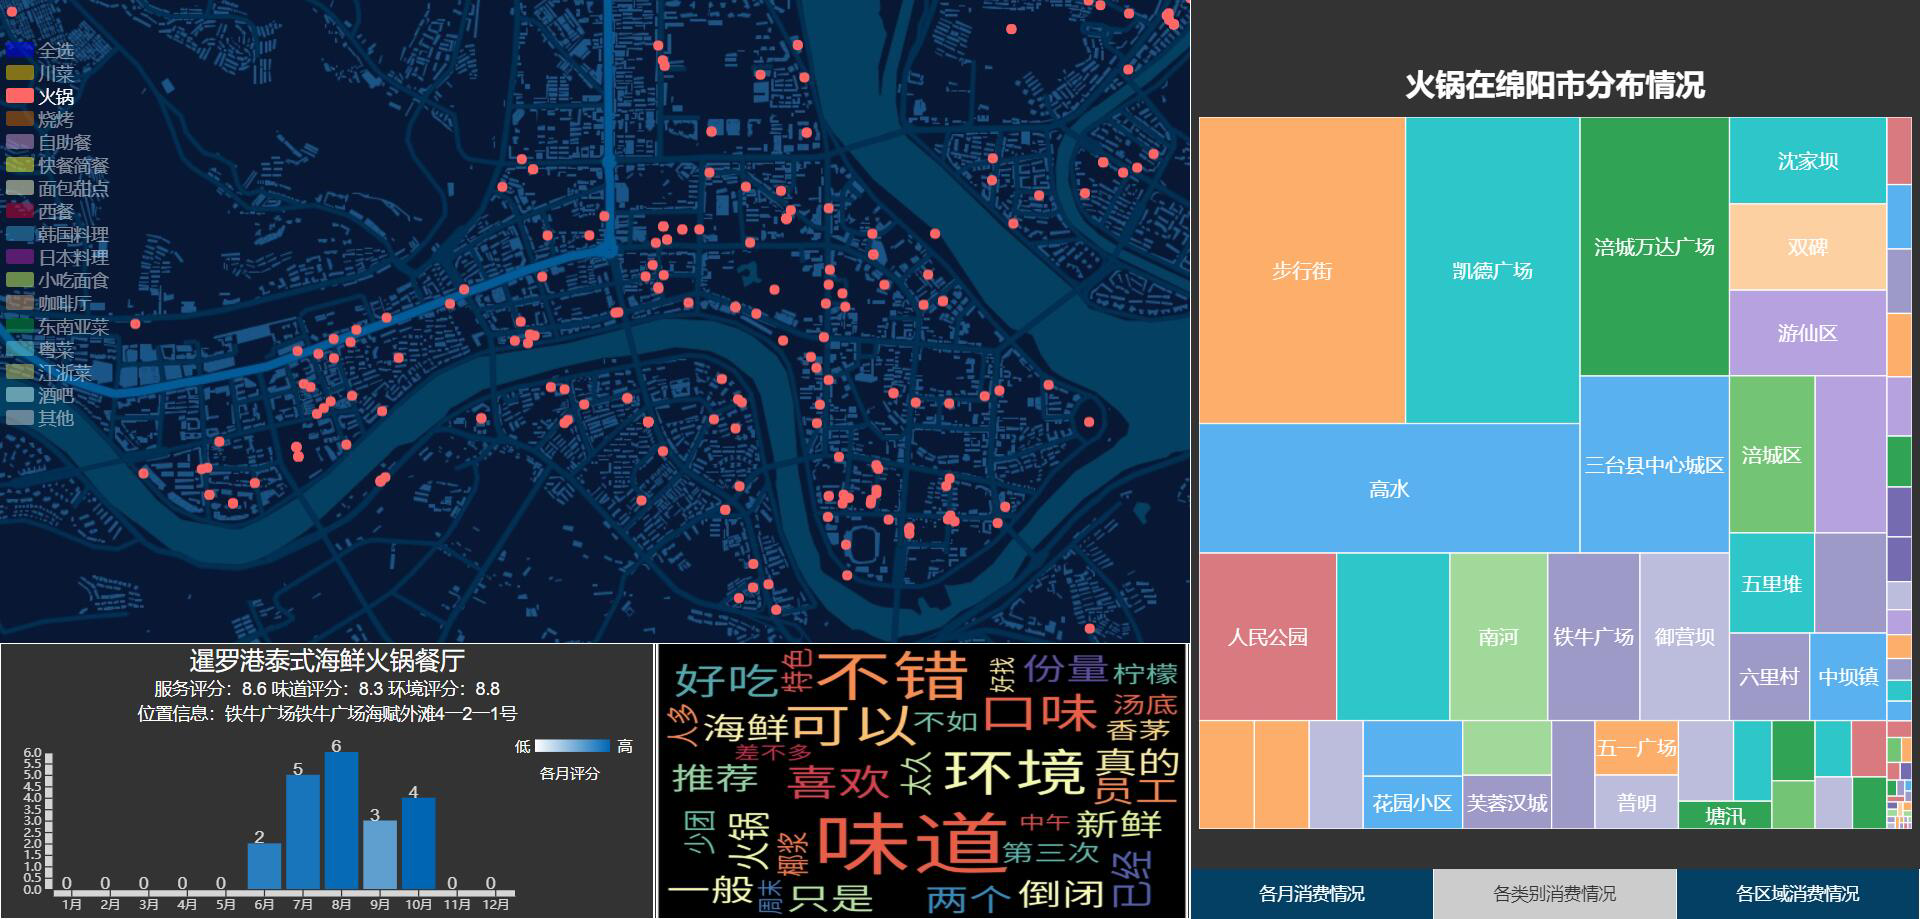 全选
川菜
火锅
烧烤
自助餐
快餐简餐
面包甜点
西餐
韩国料理
日本料理
小吃面食
咖啡厅
东南亚菜
粤菜
江浙菜
酒吧
其他
火锅在绵阳市分布情况
步行街
凯德广场
涪城万达广场
沈家坝
双碑
游仙区
高水
三台县中心城区
涪城区
五里堆
人民公园
南河
铁牛广场
御营坝
六里村
中坝镇
五一广场
花园小区
芙蓉汉城
普明
塘汛
暹罗港泰式海鲜火锅餐厅
服务评分：8.6 味道评分：8.3 环境评分：8.8
位置信息：铁牛广场铁牛广场海赋外滩4—2—1号
低
高
各月评分
6.0
5.5
5.0
4.5
4.0
3.5
3.0
2.5
2.0
1.5
1.0
0.5
0.0
0 0 0 0 0 2 5 6 3 4 0 0
1月 2月 3月 4月 5月 6月 7月 8月 9月 10月 11月 12月
好吃
特色
不错
好找
份量
柠檬
人多
海鲜
可以
不如
口味
汤底
香茅
差不多
推荐
喜欢
太久
环境
真的
员工
少团
火锅
椰浆
味道
中午
新鲜
第三次
一般
周末
只是
两个
倒闭
已经
各月消费情况
各类别消费情况
各区域消费情况